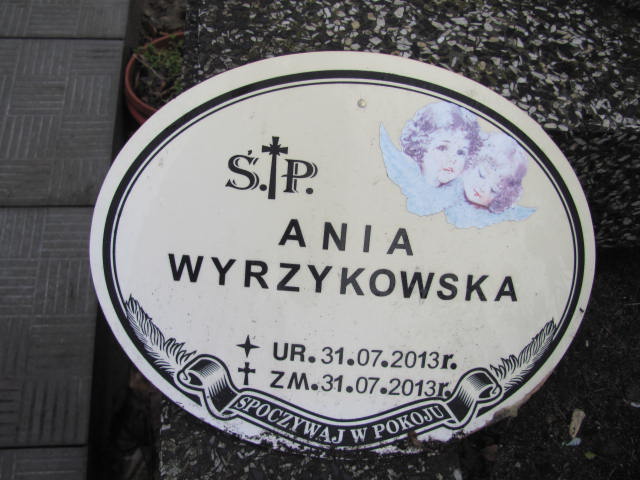 Ś.P.
ANIA
WYRZYKOWSKA
UR.31.07.2013r.
ZM.31.07.2013r.
SPOCZYWAJ W POKOJU